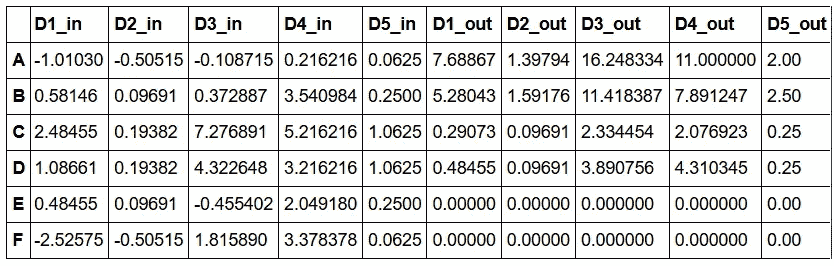 D1_in D2_in D3_in D4_in D5_in D1_out D2_out D3_out D4_out D5_out
A -1.01030 -0.50515 -0.108715 0.216216 0.0625 7.68867 1.39794 16.248334 11.000000 2.00
B 0.58146 0.09691 0.372887 3.540984 0.2500 5.28043 1.59176 11.418387 7.891247 2.50
C 2.48455 0.19382 7.276891 5.216216 1.0625 0.29073 0.09691 2.334454 2.076923 0.25
D 1.08661 0.19382 4.322648 3.216216 1.0625 0.48455 0.09691 3.890756 4.310345 0.25
E 0.48455 0.09691 -0.455402 2.049180 0.2500 0.00000 0.00000 0.000000 0.000000 0.00
F -2.52575 -0.50515 1.815890 3.378378 0.0625 0.00000 0.00000 0.000000 0.000000 0.00